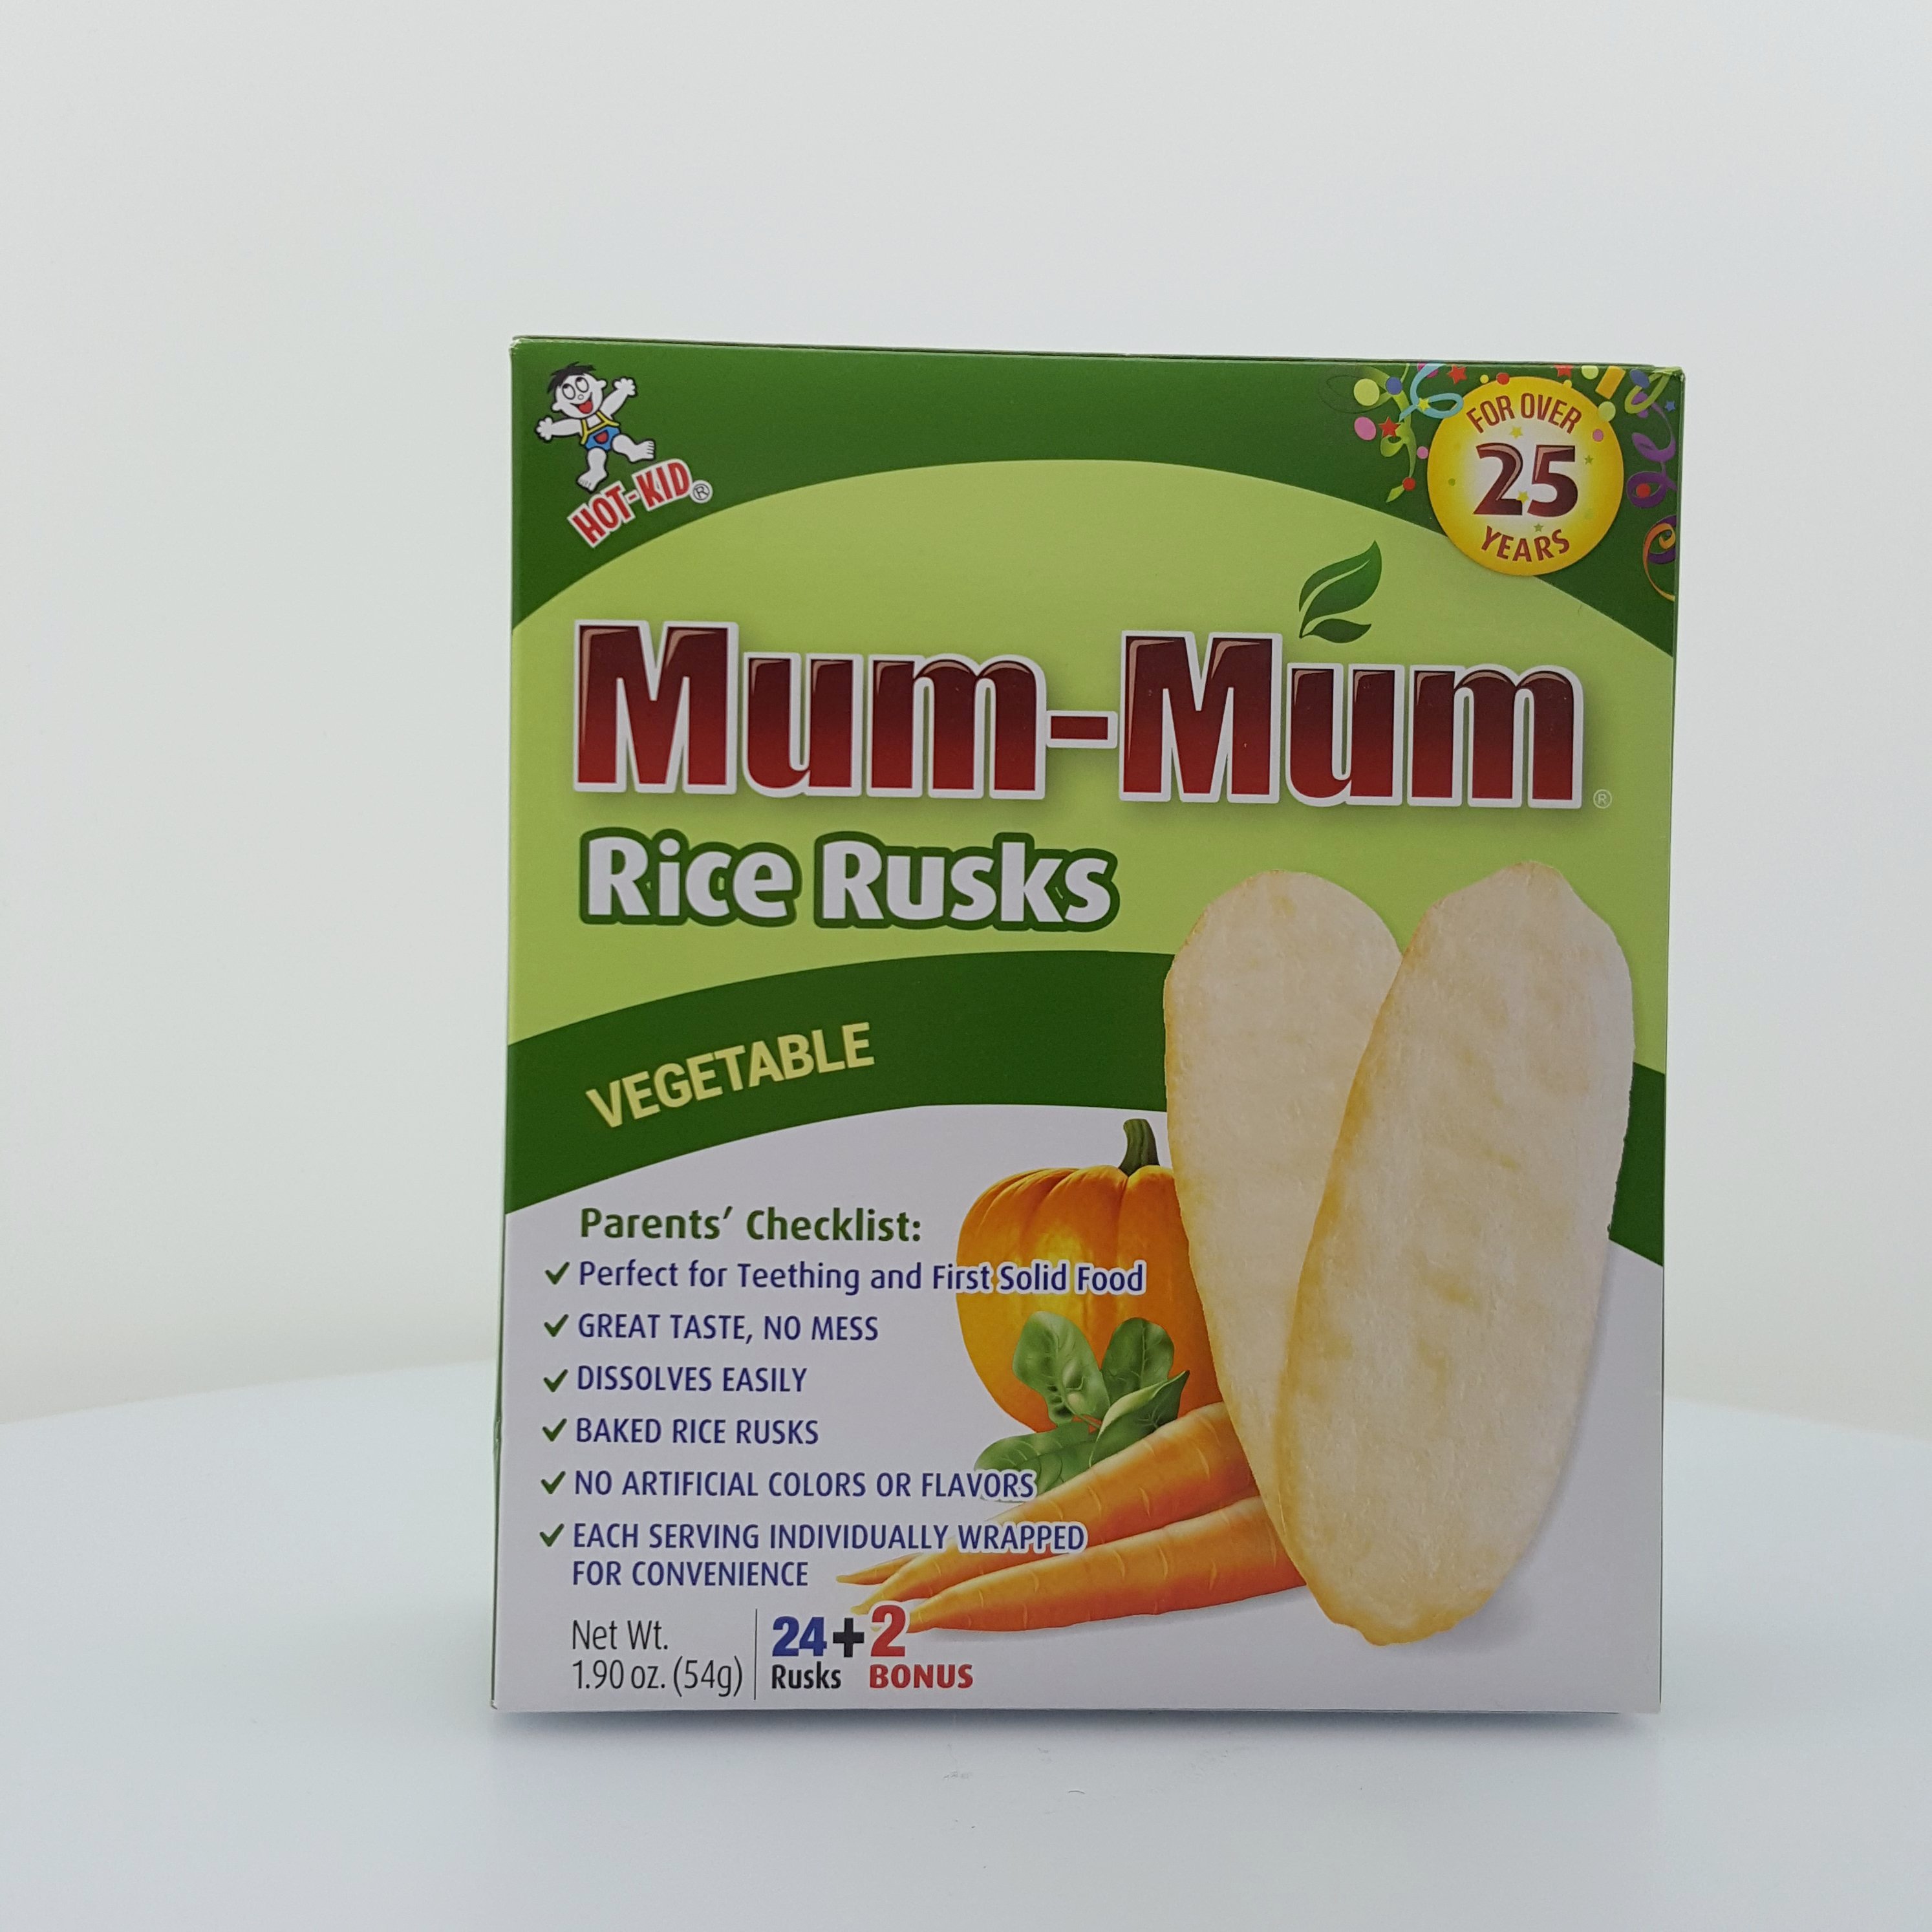 HOT-KID®
FOR OVER
25
YEARS
Mum-Mum®
Rice Rusks
VEGETABLE
Parents' Checklist:
✓ Perfect for Teething and First Solid Food
✓ GREAT TASTE, NO MESS
✓ DISSOLVES EASILY
✓ BAKED RICE RUSKS
✓ NO ARTIFICIAL COLORS OR FLAVORS
✓ EACH SERVING INDIVIDUALLY WRAPPED
FOR CONVENIENCE
Net Wt.
1.90 oz. (54g)
24+2
Rusks BONUS